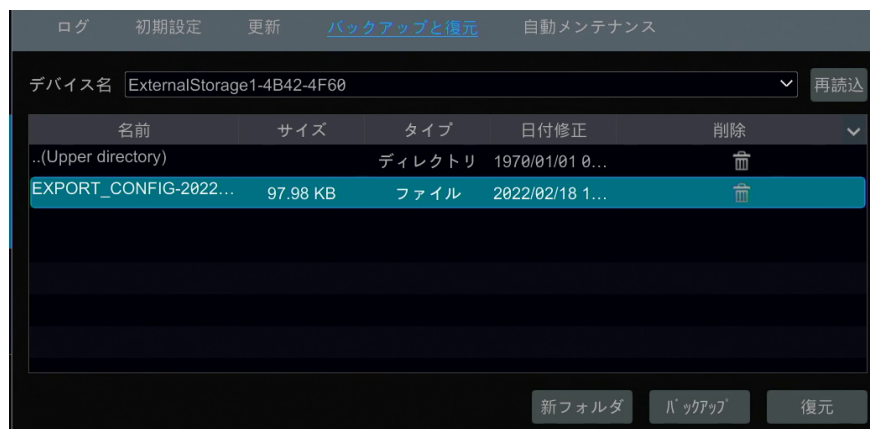 ログ 初期設定 更新 バックアップと復元 自動メンテナンス
デバイス名 ExternalStorage1-4B42-4F60 再読込
名前 サイズ タイプ 日付修正 削除
..(Upper directory) ディレクトリ 1970/01/01 0...
EXPORT_CONFIG-2022... 97.98 KB ファイル 2022/02/18 1...
新フォルダ バックアップ 復元